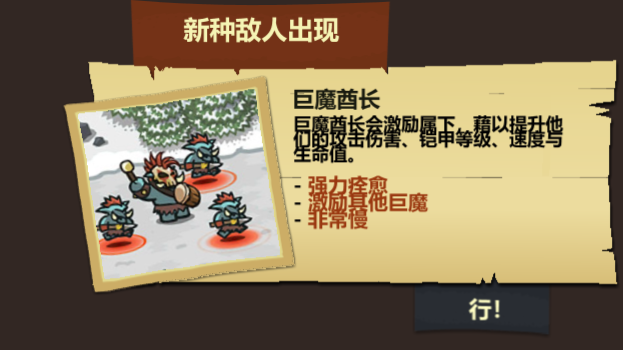 新种敌人出现
巨魔酋长
巨魔酋长会激励属下，藉以提升他
们的攻击伤害、铠甲等级、速度与
生命值。
- 强力痊愈
- 激励其他巨魔
- 非常慢
行！